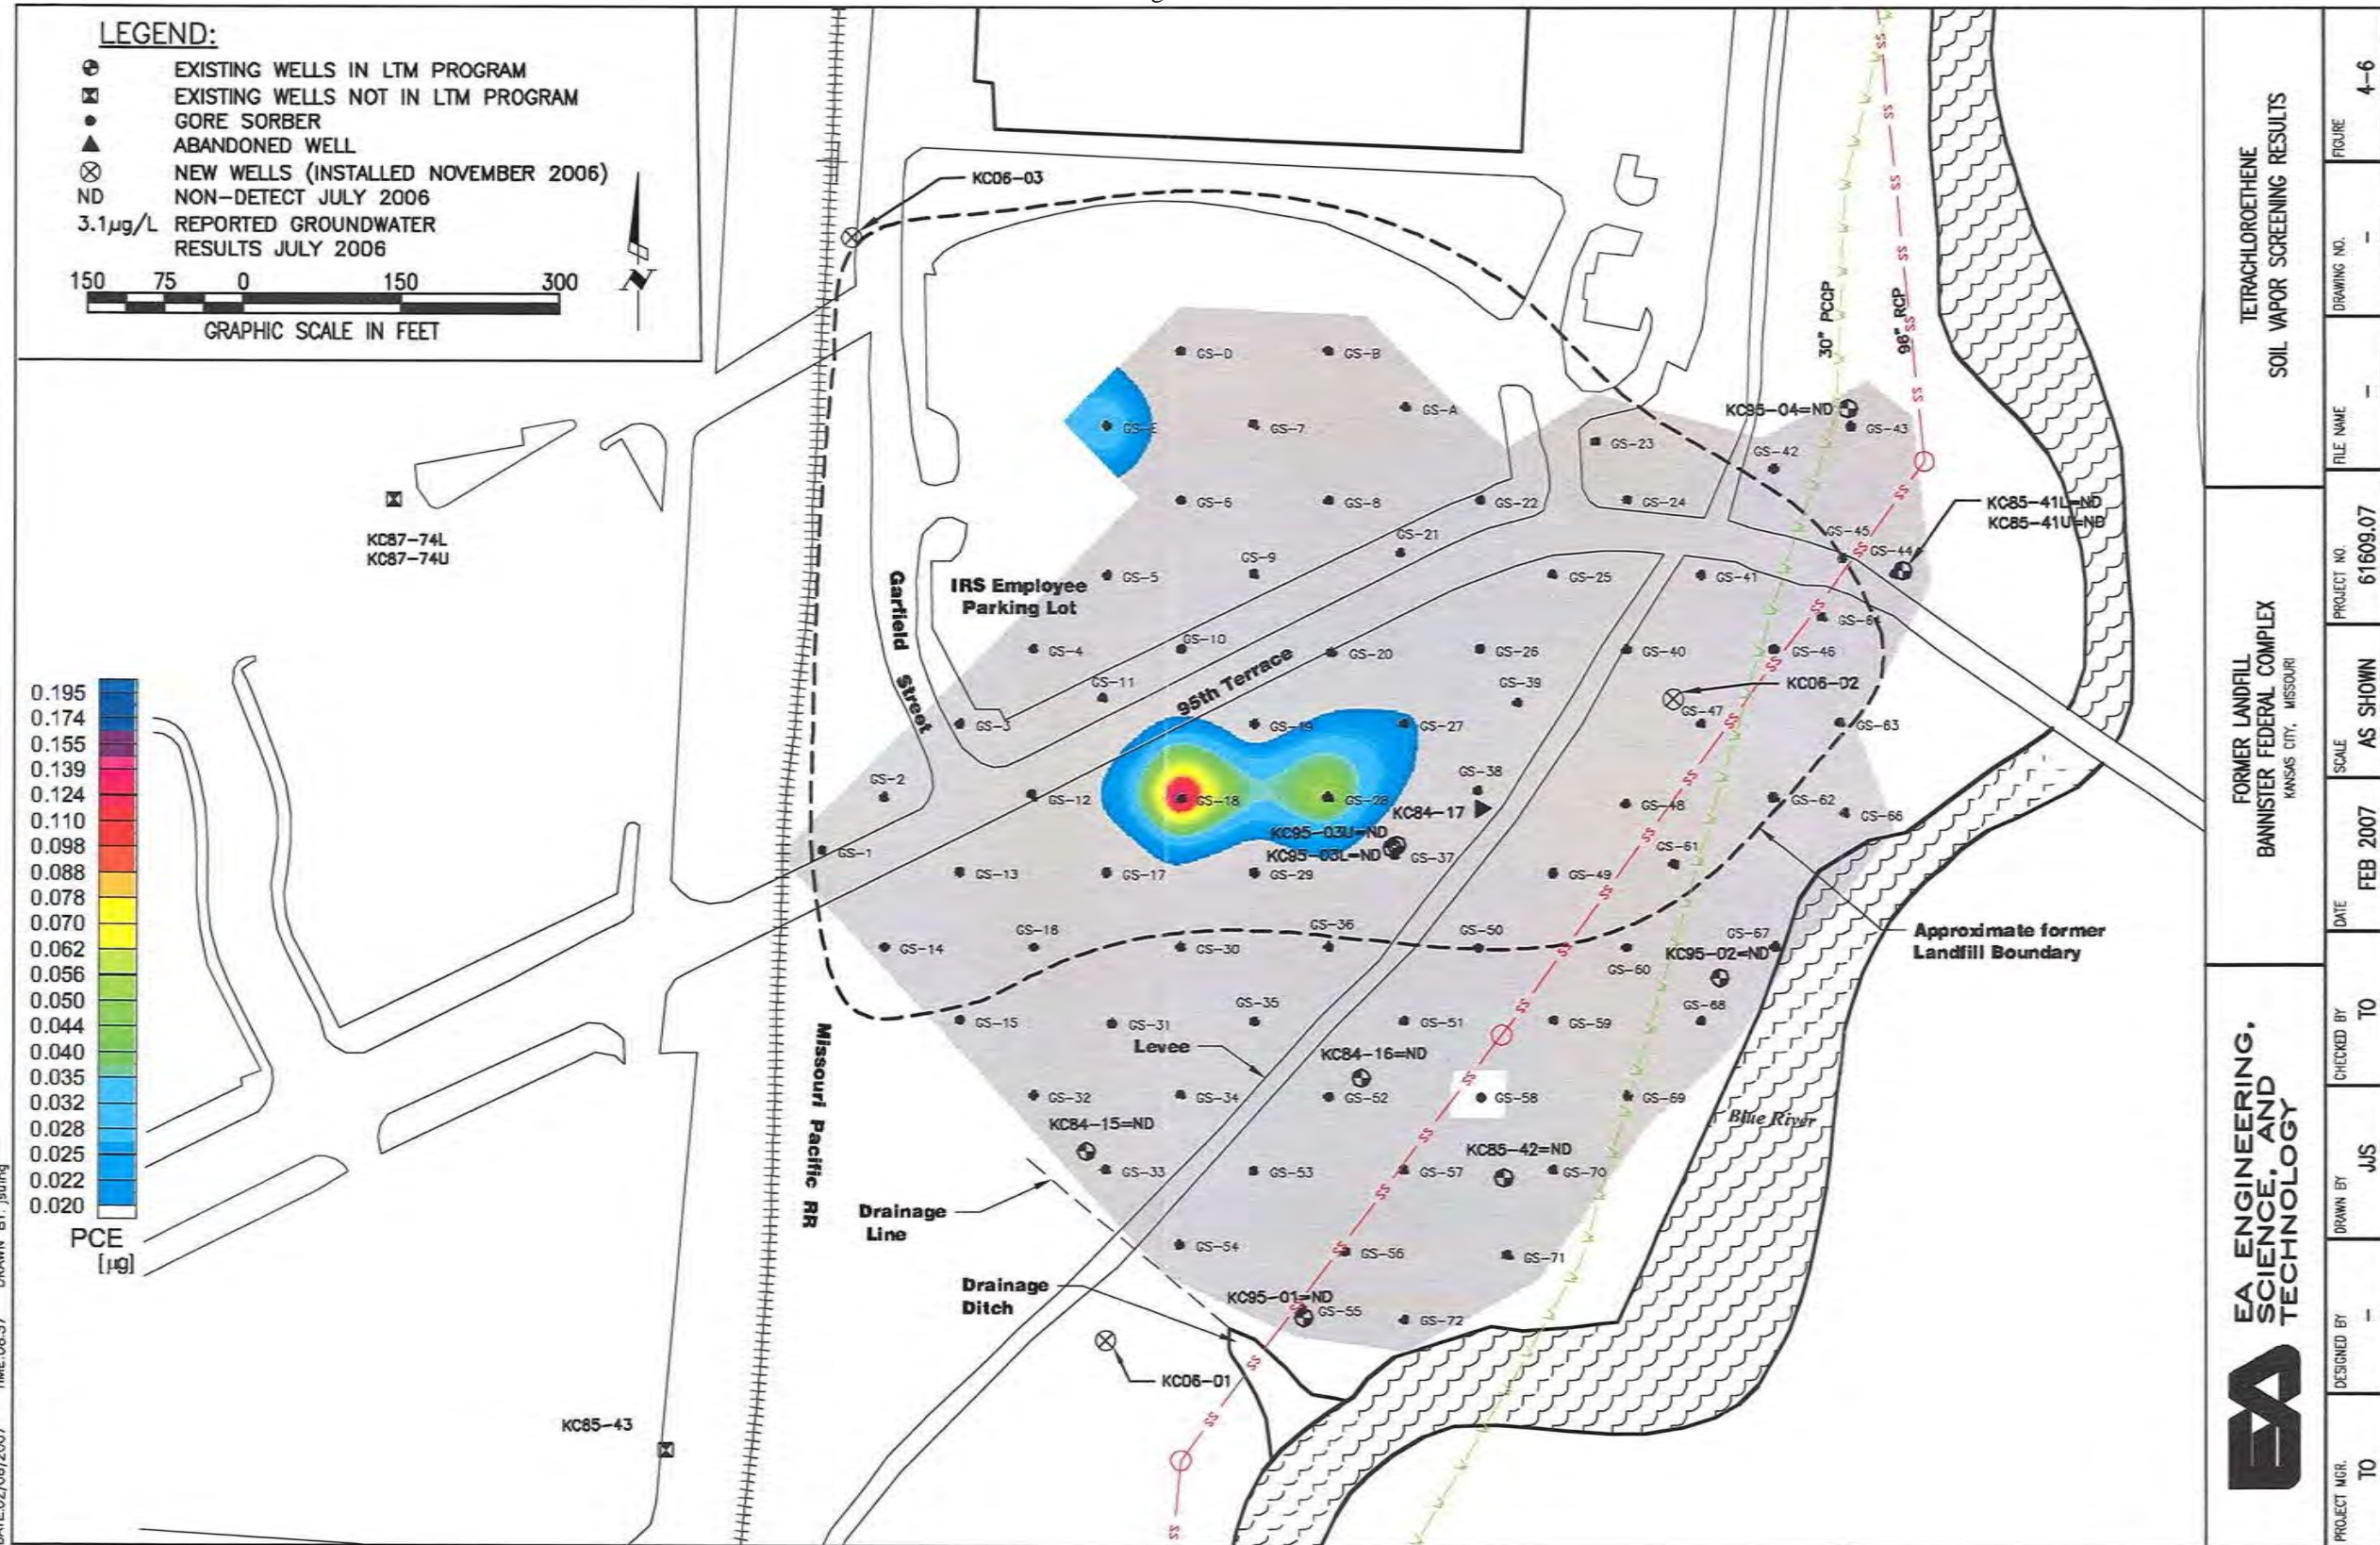 LEGEND:
EXISTING WELLS IN LTM PROGRAM
EXISTING WELLS NOT IN LTM PROGRAM
GORE SORBER
ABANDONED WELL
NEW WELLS (INSTALLED NOVEMBER 2006)
ND NON-DETECT JULY 2006
3.1µg/L REPORTED GROUNDWATER
RESULTS JULY 2006
150 75 0 150 300
GRAPHIC SCALE IN FEET
N
KC06-03
30" PCCP
96" RCP
GS-D
GS-B
GS-A
GS-E
GS-7
GS-23
KC95-04=ND
GS-43
GS-42
GS-6
GS-8
GS-22
GS-24
KC85-41L=ND
KC85-41U=ND
KC87-74L
KC87-74U
GS-21
GS-45
GS-44
GS-9
GS-5
GS-25
GS-41
IRS Employee
Parking Lot
Garfield Street
GS-64
GS-10
GS-4
GS-20
GS-26
GS-40
GS-46
95th Terrace
GS-11
GS-39
KC06-02
GS-47
GS-3
GS-19
GS-27
GS-63
GS-2
GS-38
GS-12
GS-18
GS-28
KC84-17
GS-48
GS-62
GS-66
KC95-03U=ND
KC95-03L=ND
GS-37
GS-1
GS-61
GS-13
GS-17
GS-29
GS-49
GS-16
GS-36
GS-50
GS-67
GS-14
GS-30
GS-60
KC95-02=ND
Approximate former
Landfill Boundary
GS-35
GS-68
GS-15
GS-31
GS-51
GS-59
Levee
KC84-16=ND
GS-32
GS-34
GS-52
GS-58
GS-69
Blue River
KC84-15=ND
GS-33
GS-53
GS-57
KC85-42=ND
GS-70
Missouri Pacific RR
Drainage
Line
GS-54
GS-56
GS-71
Drainage
Ditch
KC95-01=ND
GS-55
GS-72
KC06-01
KC85-43
0.195
0.174
0.155
0.139
0.124
0.110
0.098
0.088
0.078
0.070
0.062
0.056
0.050
0.044
0.040
0.035
0.032
0.028
0.025
0.022
0.020
PCE
[µg]
TETRACHLOROETHENE
SOIL VAPOR SCREENING RESULTS
FORMER LANDFILL
BANNISTER FEDERAL COMPLEX
KANSAS CITY, MISSOURI
EA
EA ENGINEERING,
SCIENCE, AND
TECHNOLOGY
PROJECT MGR. TO
DESIGNED BY -
DRAWN BY JJS
CHECKED BY TO
DATE FEB 2007
SCALE AS SHOWN
PROJECT NO. 61609.07
FILE NAME -
DRAWING NO. -
FIGURE 4-6